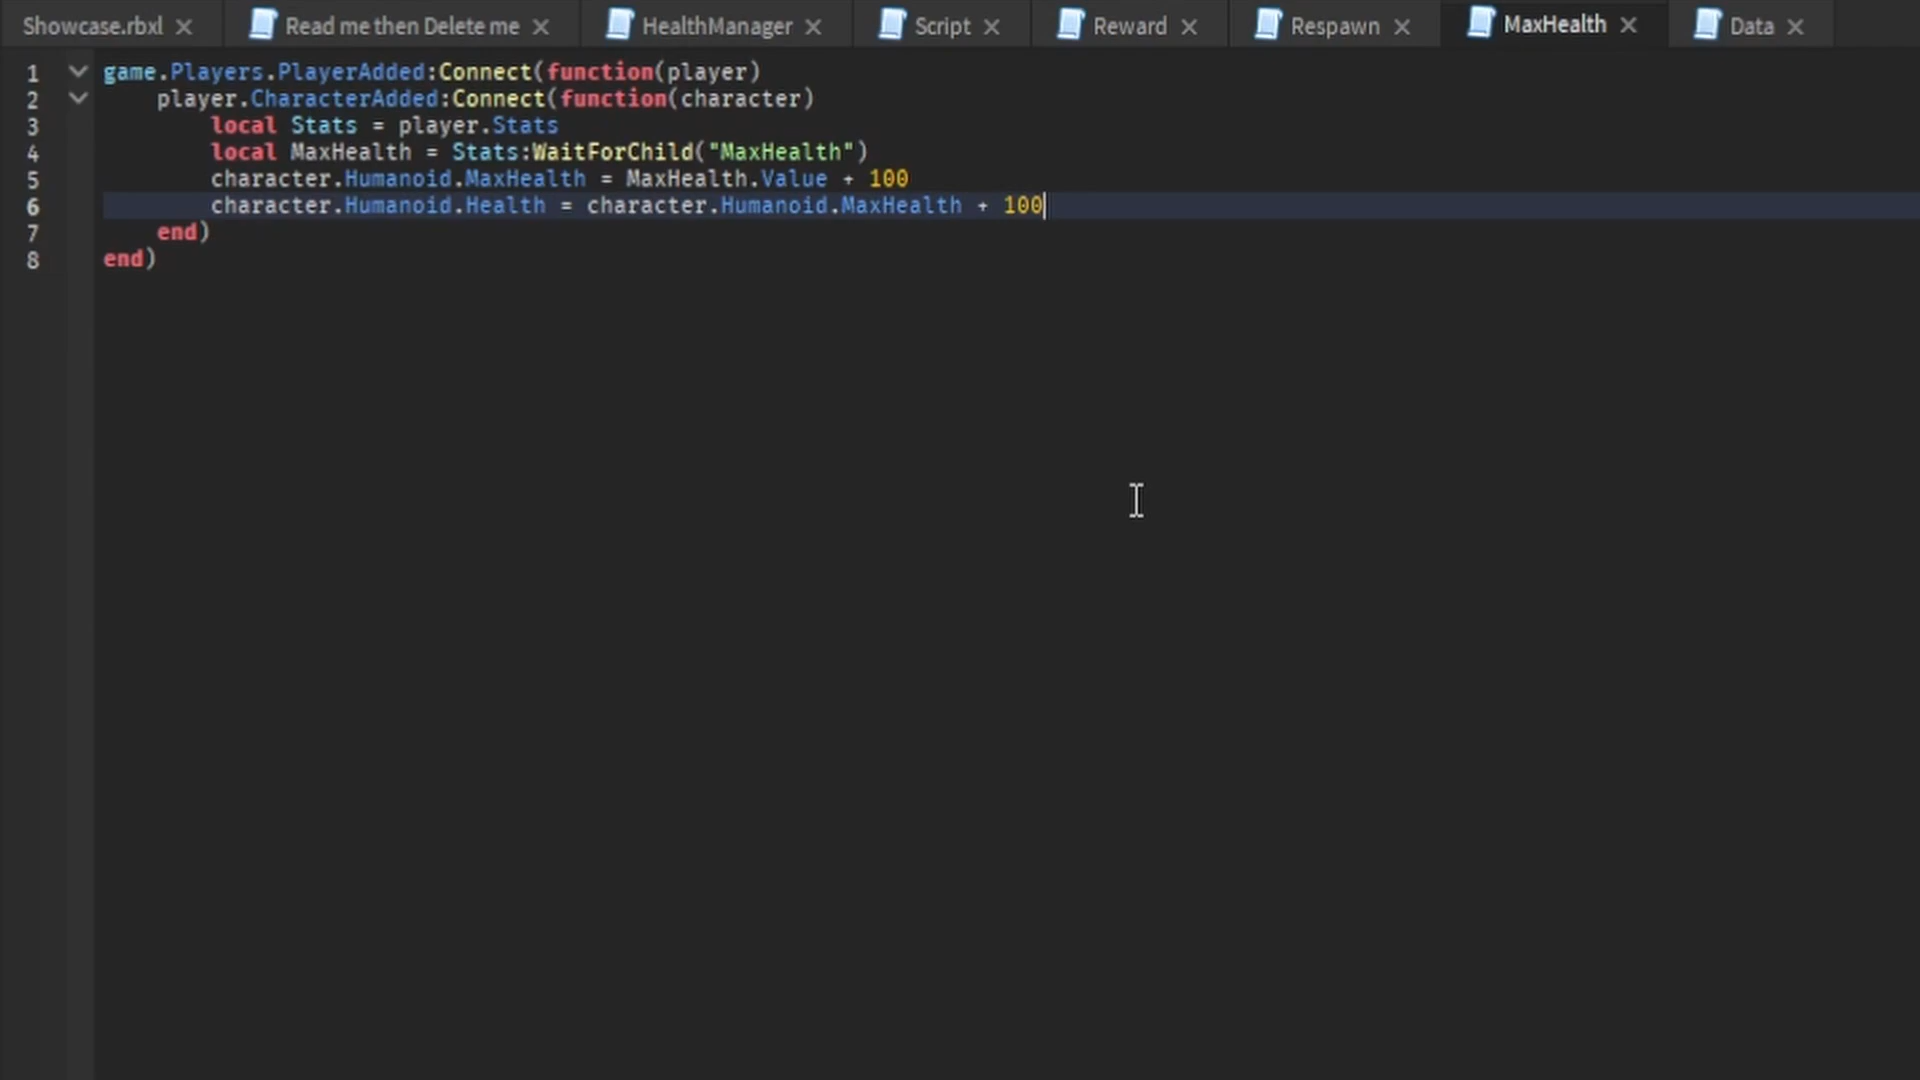 Showcase.rbxl Read me then Delete me HealthManager Script Reward Respawn MaxHealth Data
1 game.Players.PlayerAdded:Connect(function(player)
2 player.CharacterAdded:Connect(function(character)
3 local Stats = player.Stats
4 local MaxHealth = Stats:WaitForChild("MaxHealth")
5 character.Humanoid.MaxHealth = MaxHealth.Value + 100
6 character.Humanoid.Health = character.Humanoid.MaxHealth + 100
7 end)
8 end)